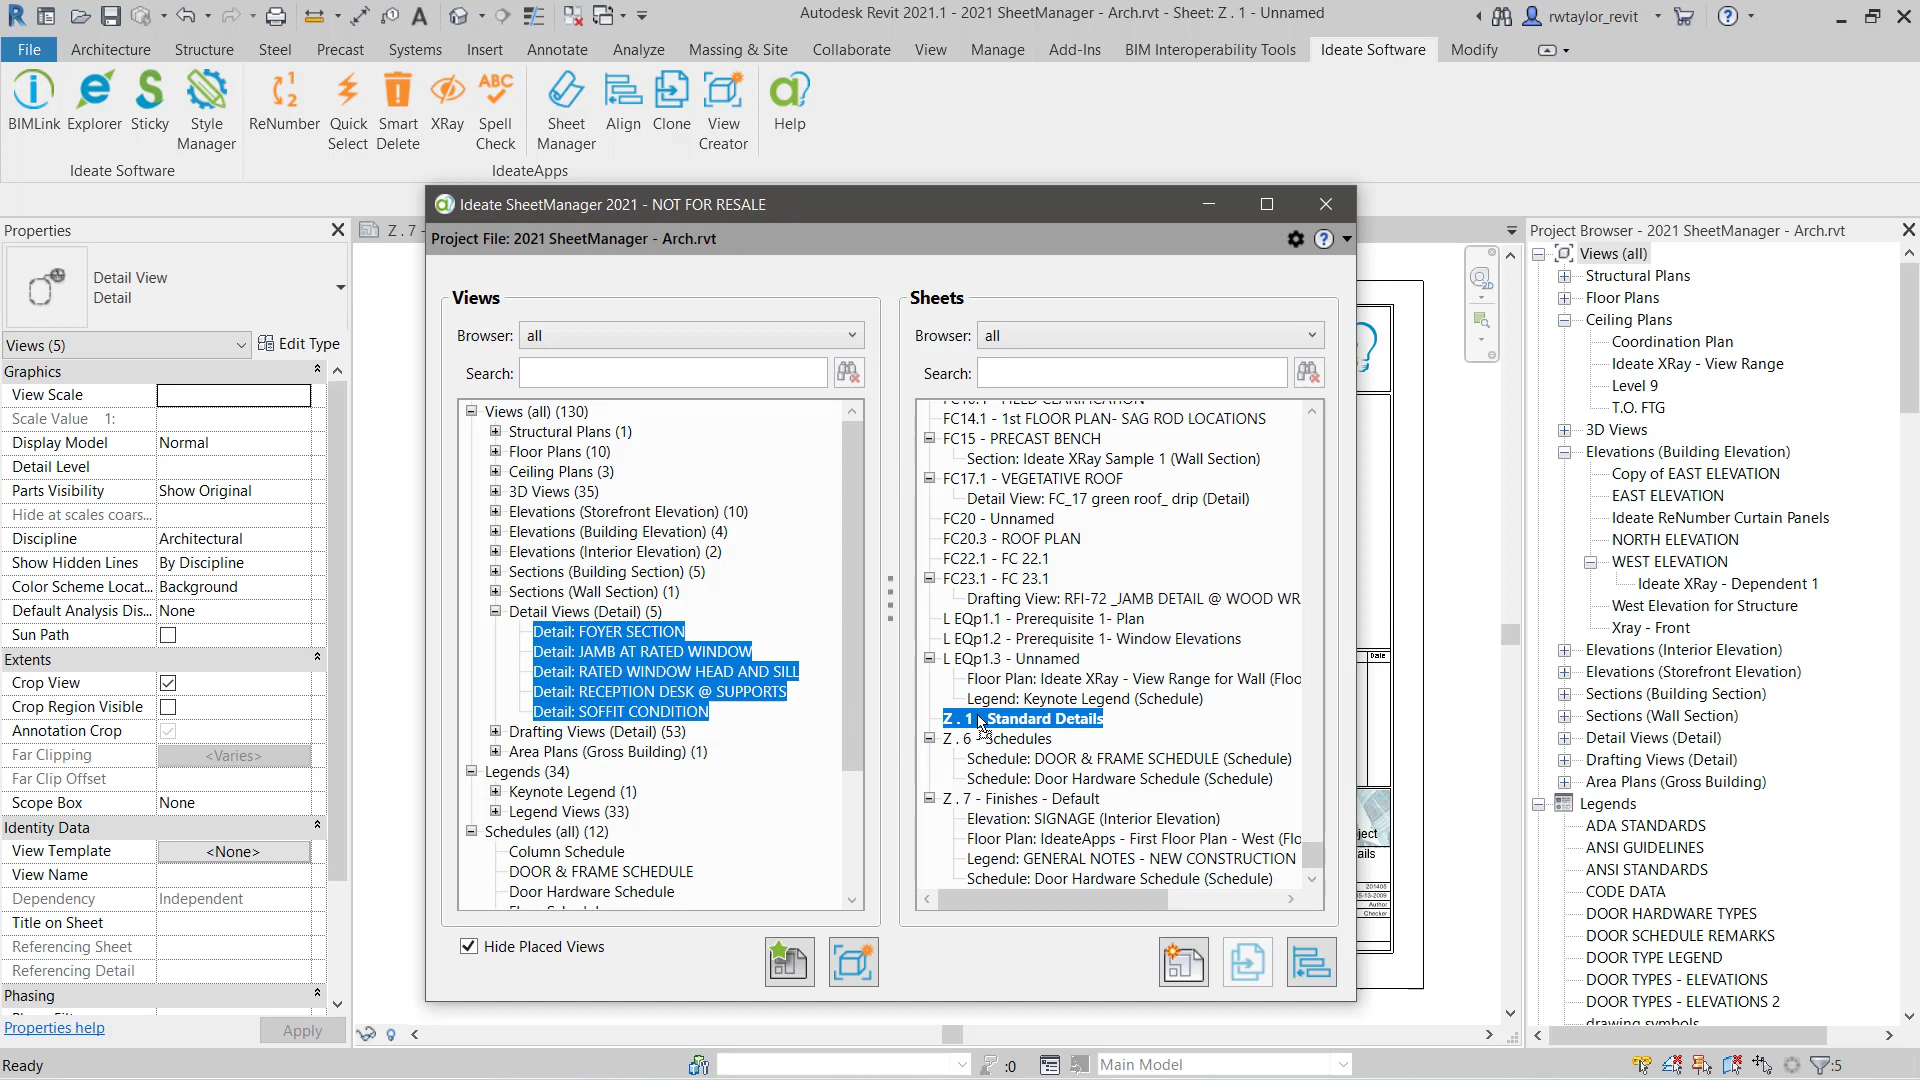 Autodesk Revit 2021.1 - 2021 SheetManager - Arch.rvt - Sheet: Z . 1 - Unnamed
rwtaylor_revit
File Architecture Structure Steel Precast Systems Insert Annotate Analyze Massing & Site Collaborate View Manage Add-Ins BIM Interoperability Tools Ideate Software Modify
BIMLink Explorer Sticky Style Manager ReNumber Quick Select Smart Delete XRay Spell Check Sheet Manager Align Clone View Creator Help
Ideate Software
IdeateApps
Properties
Detail View
Detail
Views (5)
Edit Type
Graphics
View Scale
Scale Value 1:
Display Model Normal
Detail Level
Parts Visibility Show Original
Hide at scales coars...
Discipline Architectural
Show Hidden Lines By Discipline
Color Scheme Locat... Background
Default Analysis Dis... None
Sun Path
Extents
Crop View
Crop Region Visible
Annotation Crop
Far Clipping <Varies>
Far Clip Offset
Scope Box None
Identity Data
View Template <None>
View Name
Dependency Independent
Title on Sheet
Referencing Sheet
Referencing Detail
Phasing
Properties help
Apply
Z . 7 -
Ideate SheetManager 2021 - NOT FOR RESALE
Project File: 2021 SheetManager - Arch.rvt
Views
Browser: all
Search:
Views (all) (130)
Structural Plans (1)
Floor Plans (10)
Ceiling Plans (3)
3D Views (35)
Elevations (Storefront Elevation) (10)
Elevations (Building Elevation) (4)
Elevations (Interior Elevation) (2)
Sections (Building Section) (5)
Sections (Wall Section) (1)
Detail Views (Detail) (5)
Detail: FOYER SECTION
Detail: JAMB AT RATED WINDOW
Detail: RATED WINDOW HEAD AND SILL
Detail: RECEPTION DESK @ SUPPORTS
Detail: SOFFIT CONDITION
Drafting Views (Detail) (53)
Area Plans (Gross Building) (1)
Legends (34)
Keynote Legend (1)
Legend Views (33)
Schedules (all) (12)
Column Schedule
DOOR & FRAME SCHEDULE
Door Hardware Schedule
Hide Placed Views
Sheets
Browser: all
Search:
FC14.1 - 1st FLOOR PLAN- SAG ROD LOCATIONS
FC15 - PRECAST BENCH
Section: Ideate XRay Sample 1 (Wall Section)
FC17.1 - VEGETATIVE ROOF
Detail View: FC_17 green roof_ drip (Detail)
FC20 - Unnamed
FC20.3 - ROOF PLAN
FC22.1 - FC 22.1
FC23.1 - FC 23.1
Drafting View: RFI-72 _JAMB DETAIL @ WOOD WR
L EQp1.1 - Prerequisite 1- Plan
L EQp1.2 - Prerequisite 1- Window Elevations
L EQp1.3 - Unnamed
Floor Plan: Ideate XRay - View Range for Wall (Floo
Legend: Keynote Legend (Schedule)
Z . 1 - Standard Details
Z . 6 - Schedules
Schedule: DOOR & FRAME SCHEDULE (Schedule)
Schedule: Door Hardware Schedule (Schedule)
Z . 7 - Finishes - Default
Elevation: SIGNAGE (Interior Elevation)
Floor Plan: IdeateApps - First Floor Plan - West (Flo
Legend: GENERAL NOTES - NEW CONSTRUCTION
Schedule: Door Hardware Schedule (Schedule)
Date
ject
ails
201405
Author
Checker
Project Browser - 2021 SheetManager - Arch.rvt
Views (all)
Structural Plans
Floor Plans
Ceiling Plans
Coordination Plan
Ideate XRay - View Range
Level 9
T.O. FTG
3D Views
Elevations (Building Elevation)
Copy of EAST ELEVATION
EAST ELEVATION
Ideate ReNumber Curtain Panels
NORTH ELEVATION
WEST ELEVATION
Ideate XRay - Dependent 1
West Elevation for Structure
Xray - Front
Elevations (Interior Elevation)
Elevations (Storefront Elevation)
Sections (Building Section)
Sections (Wall Section)
Detail Views (Detail)
Drafting Views (Detail)
Area Plans (Gross Building)
Legends
ADA STANDARDS
ANSI GUIDELINES
ANSI STANDARDS
CODE DATA
DOOR HARDWARE TYPES
DOOR SCHEDULE REMARKS
DOOR TYPE LEGEND
DOOR TYPES - ELEVATIONS
DOOR TYPES - ELEVATIONS 2
drawing symbols
Ready
:0
Main Model
:5